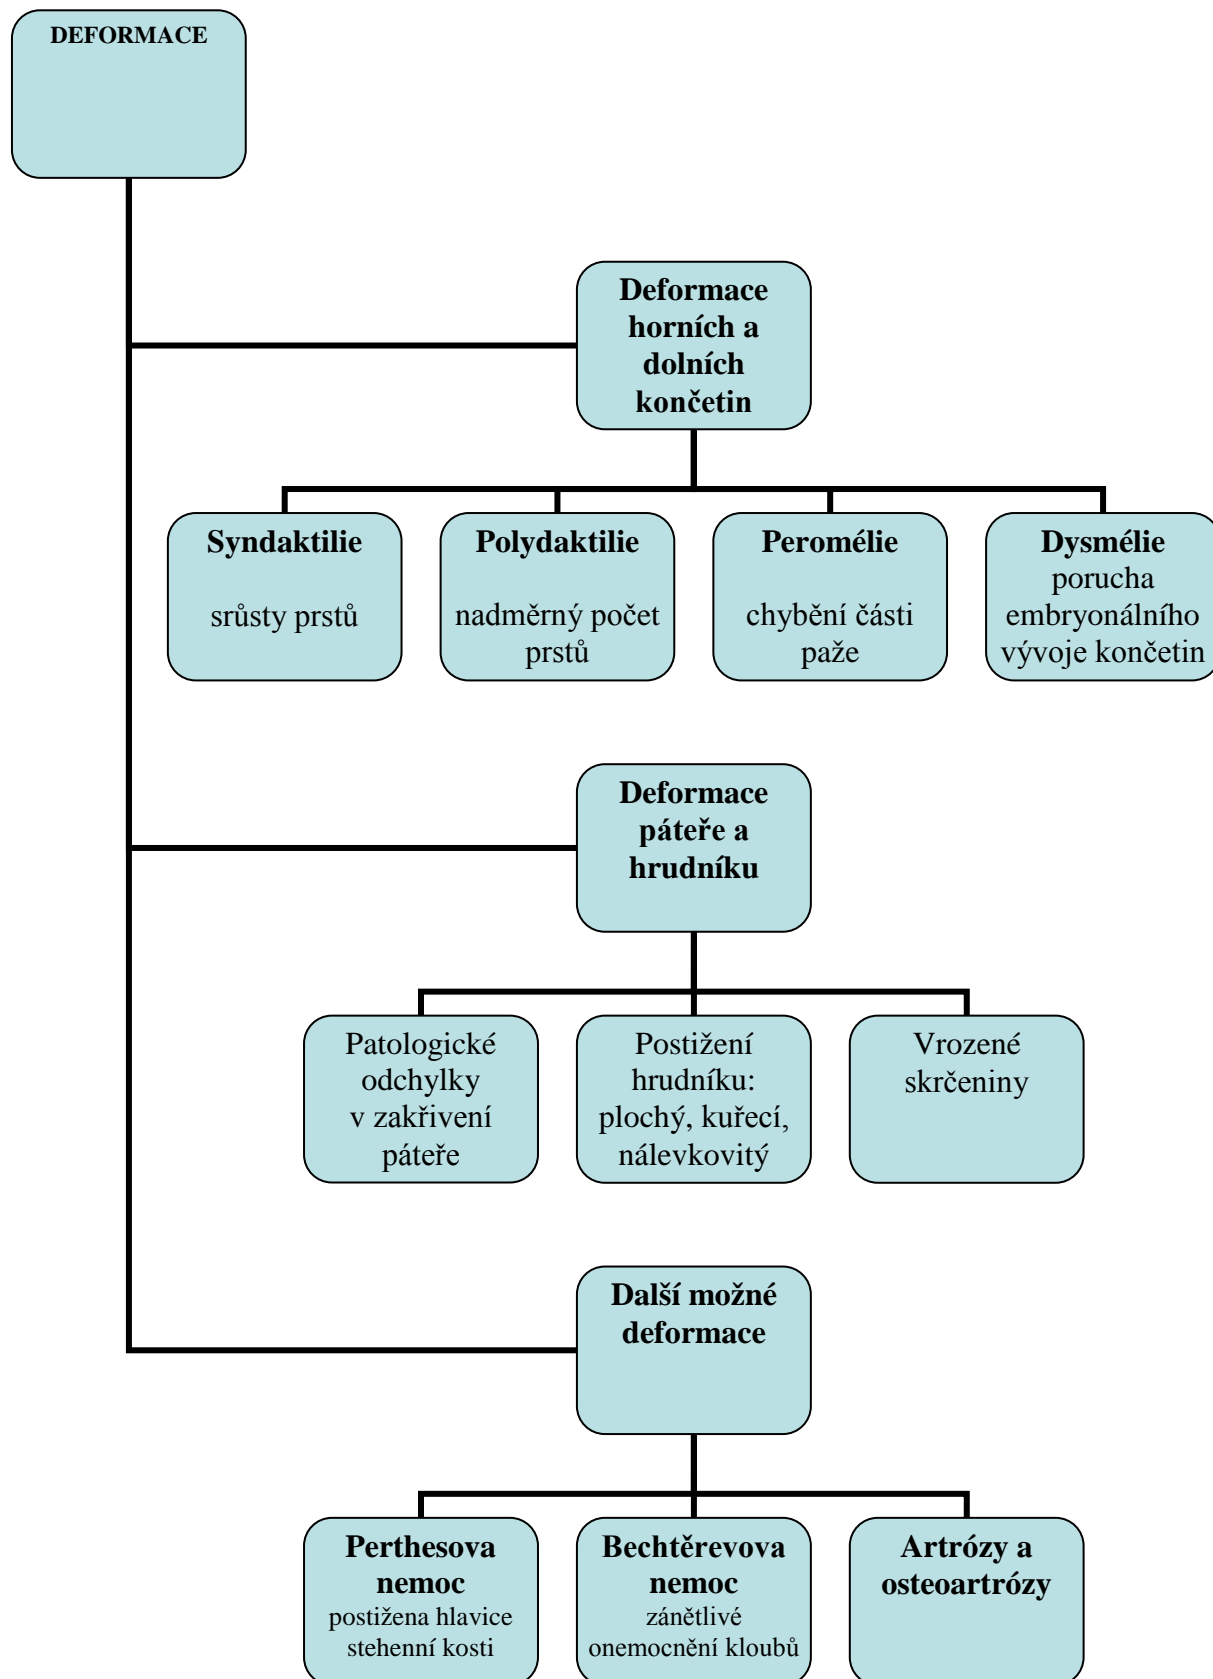 DEFORMACE
Deformace
horních a
dolních
končetin
Syndaktilie
srůsty prstů
Polydaktilie
nadměrný počet
prstů
Peromélie
chybění části
paže
Dysmélie
porucha
embryonálního
vývoje končetin
Deformace
páteře a
hrudníku
Patologické
odchylky
v zakřivení
páteře
Postižení
hrudníku:
plochý, kuřecí,
nálevkovitý
Vrozené
skrčeniny
Další možné
deformace
Perthesova
nemoc
postižena hlavice
stehenní kosti
Bechtěrevova
nemoc
zánětlivé
onemocnění kloubů
Artrózy a
osteoartrózy